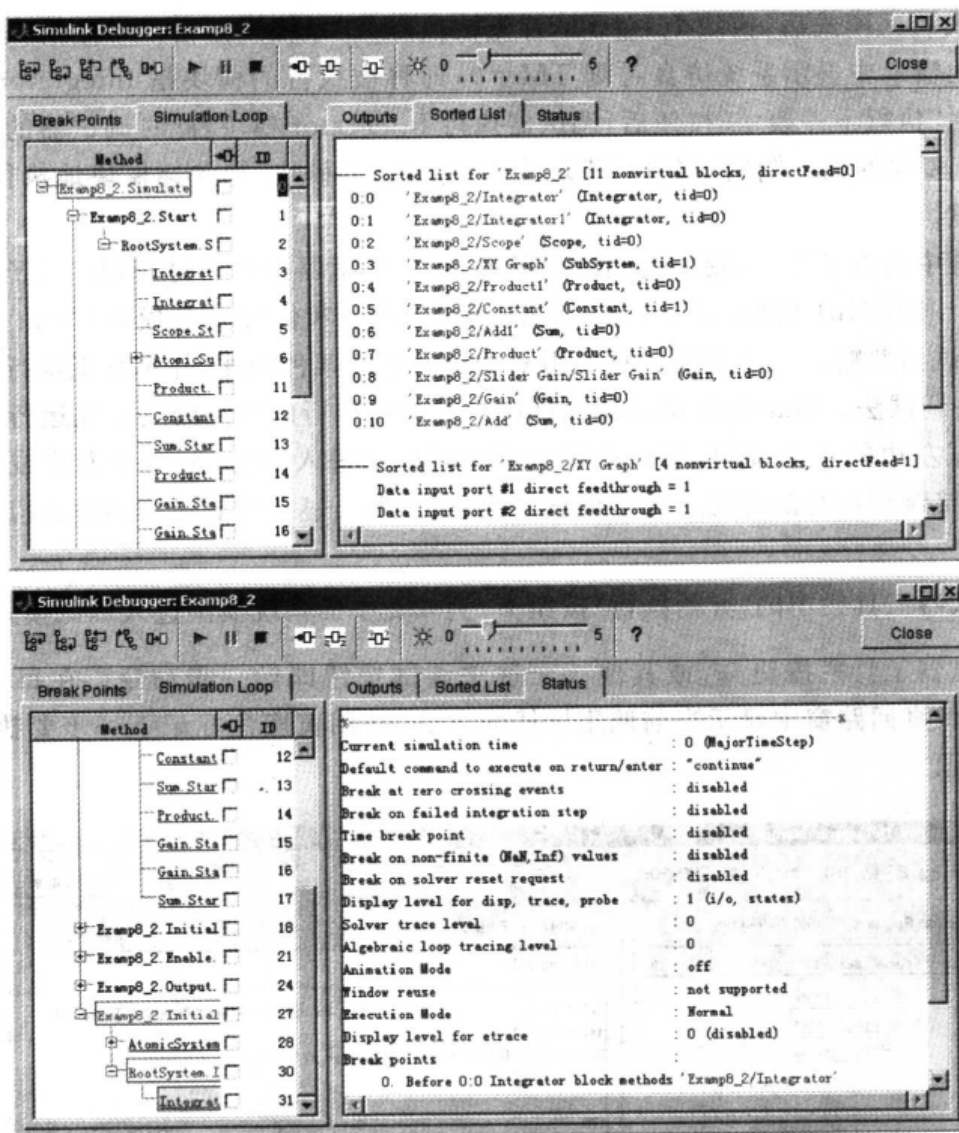 Simulink Debugger: Examp8_2
0 5 ? Close
Break Points Simulation Loop
Outputs Sorted List Status
Method ID
Examp8_2.Simulate 0
Examp8_2.Start 1
RootSystem.S 2
Integrat 3
Integrat 4
Scope.St 5
AtomicSu 6
Product. 11
Constant 12
Sum.Star 13
Product. 14
Gain.Sta 15
Gain.Sta 16
---- Sorted list for 'Examp8_2' [11 nonvirtual blocks, directFeed=0]
0:0 'Examp8_2/Integrator' (Integrator, tid=0)
0:1 'Examp8_2/Integrator1' (Integrator, tid=0)
0:2 'Examp8_2/Scope' (Scope, tid=0)
0:3 'Examp8_2/XY Graph' (SubSystem, tid=1)
0:4 'Examp8_2/Product1' (Product, tid=0)
0:5 'Examp8_2/Constant' (Constant, tid=1)
0:6 'Examp8_2/Add1' (Sum, tid=0)
0:7 'Examp8_2/Product' (Product, tid=0)
0:8 'Examp8_2/Slider Gain/Slider Gain' (Gain, tid=0)
0:9 'Examp8_2/Gain' (Gain, tid=0)
0:10 'Examp8_2/Add' (Sum, tid=0)
---- Sorted list for 'Examp8_2/XY Graph' [4 nonvirtual blocks, directFeed=1]
Data input port #1 direct feedthrough = 1
Data input port #2 direct feedthrough = 1
Simulink Debugger: Examp8_2
0 5 ? Close
Break Points Simulation Loop
Outputs Sorted List Status
Method ID
Constant 12
Sum.Star 13
Product. 14
Gain.Sta 15
Gain.Sta 16
Sum.Star 17
Examp8_2.Initial 18
Examp8_2.Enable. 21
Examp8_2.Output. 24
Examp8_2.Initial 27
AtomicSystem 28
RootSystem.I 30
Integrat 31
%----------------------------------------------------------------%
Current simulation time : 0 (MajorTimeStep)
Default command to execute on return/enter : "continue"
Break at zero crossing events : disabled
Break on failed integration step : disabled
Time break point : disabled
Break on non-finite (NaN,Inf) values : disabled
Break on solver reset request : disabled
Display level for disp, trace, probe : 1 (i/o, states)
Solver trace level : 0
Algebraic loop tracing level : 0
Animation Mode : off
Window reuse : not supported
Execution Mode : Normal
Display level for etrace : 0 (disabled)
Break points :
0. Before 0:0 Integrator block methods 'Examp8_2/Integrator'